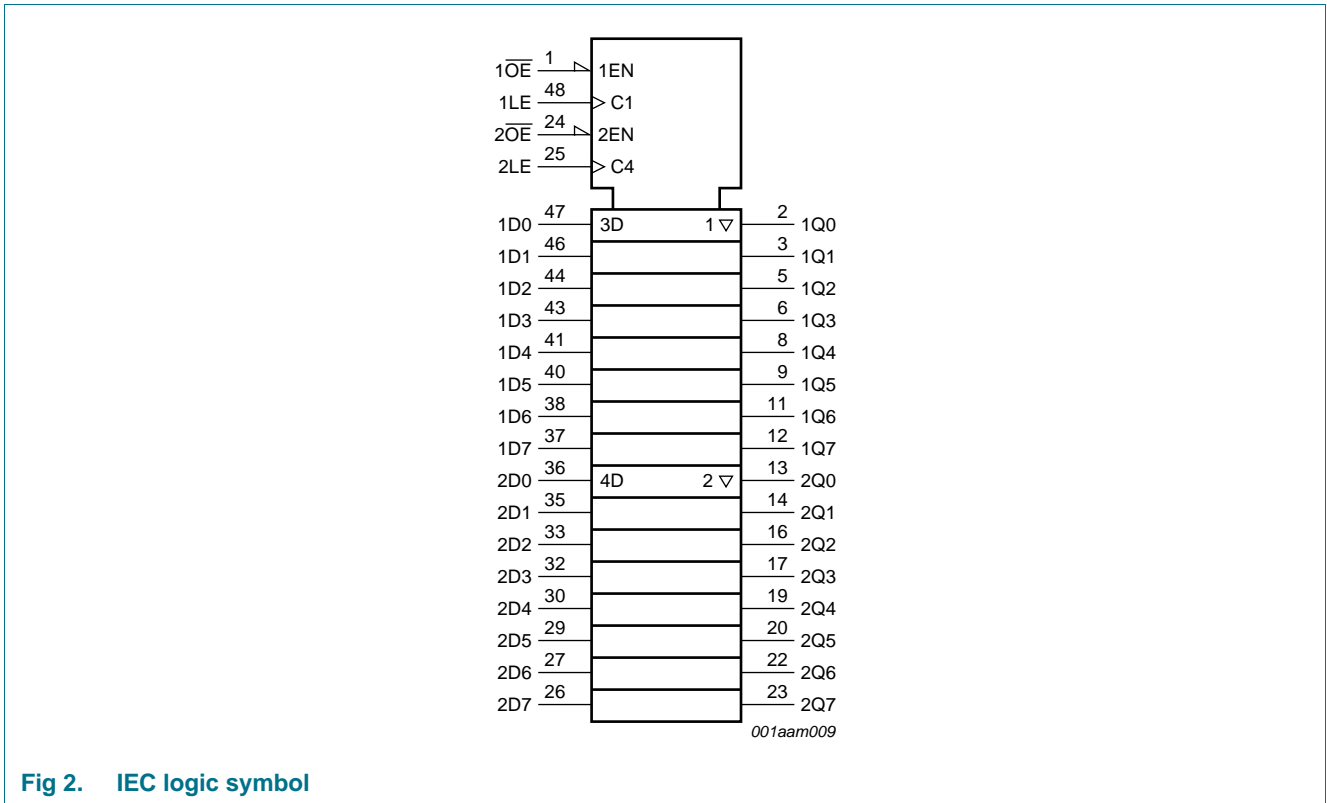 1OE 1 1EN
1LE 48 C1
2OE 24 2EN
2LE 25 C4
1D0 47 3D 1 ▽ 2 1Q0
1D1 46 3 1Q1
1D2 44 5 1Q2
1D3 43 6 1Q3
1D4 41 8 1Q4
1D5 40 9 1Q5
1D6 38 11 1Q6
1D7 37 12 1Q7
2D0 36 4D 2 ▽ 13 2Q0
2D1 35 14 2Q1
2D2 33 16 2Q2
2D3 32 17 2Q3
2D4 30 19 2Q4
2D5 29 20 2Q5
2D6 27 22 2Q6
2D7 26 23 2Q7
001aam009
Fig 2. IEC logic symbol